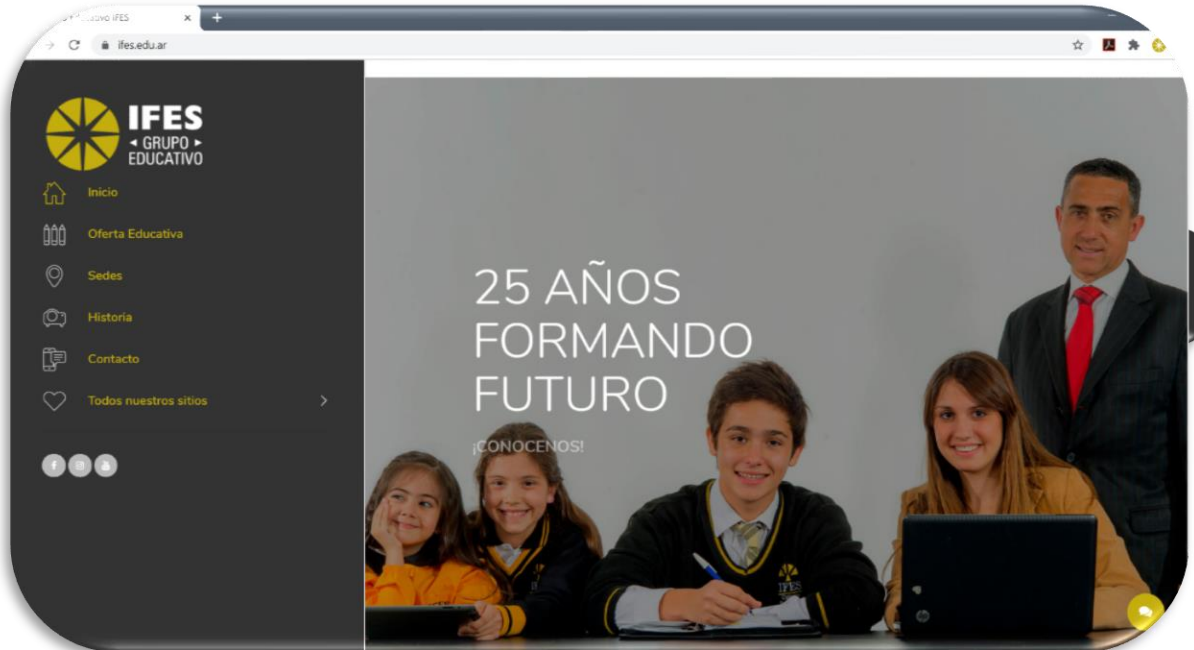 ifes.edu.ar
IFES
GRUPO
EDUCATIVO
Inicio
Oferta Educativa
Sedes
Historia
Contacto
Todos nuestros sitios
25 AÑOS
FORMANDO
FUTURO
¡CONOCENOS!
IFES
hp